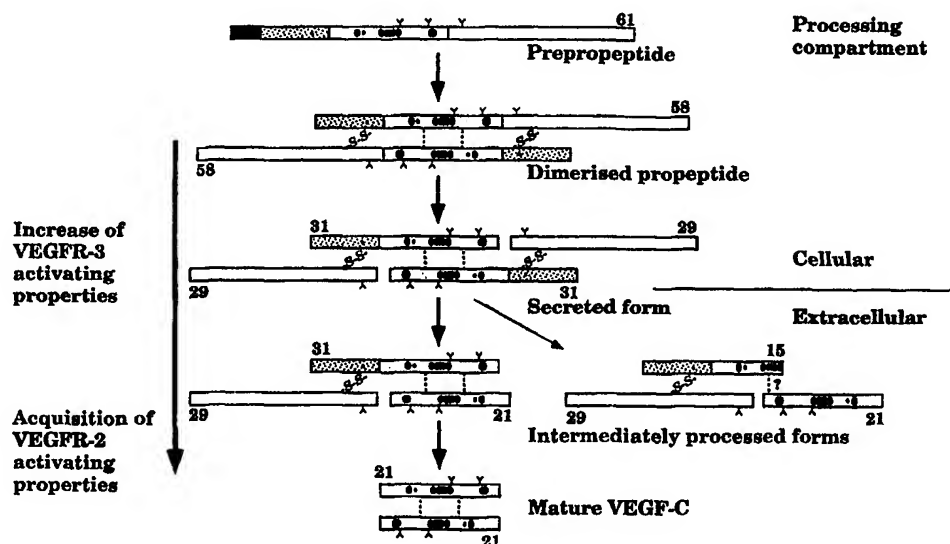 61
Processing
compartment
Prepropeptide
58
-S-S-
-S-S-
58
Dimerised propeptide
Increase of
VEGFR-3
activating
properties
31
29
-S-S-
-S-S-
29
31
Cellular
Secreted form
Extracellular
31
15
-S-S-
-S-S-
?
29
21
29
21
Intermediately processed forms
Acquisition of
VEGFR-2
activating
properties
21
Mature VEGF-C
21